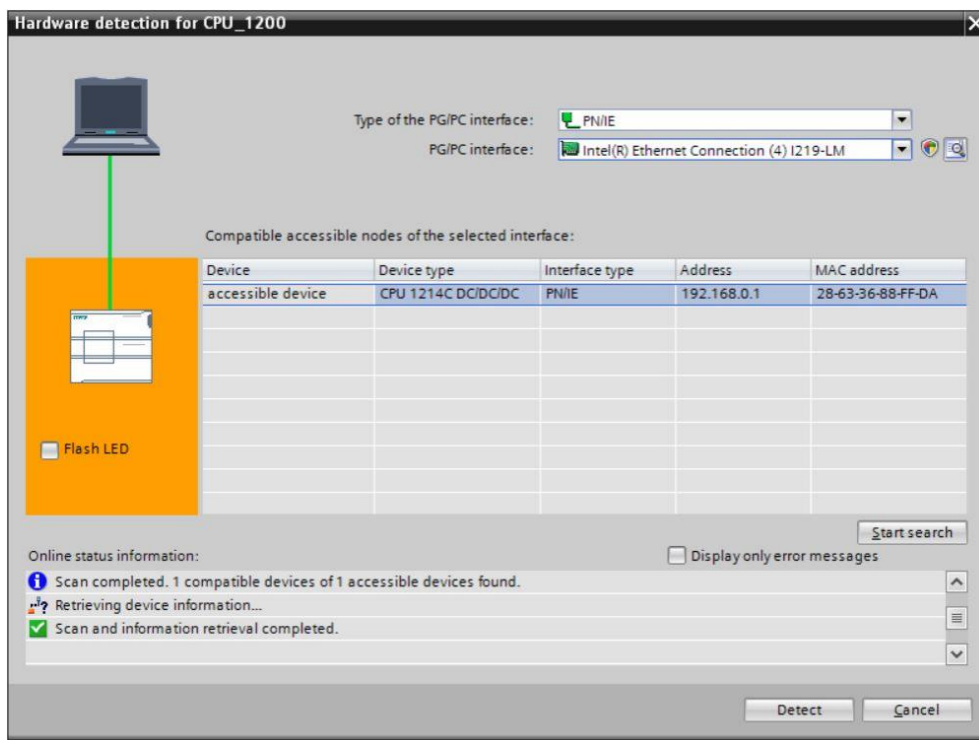 Hardware detection for CPU_1200
Type of the PG/PC interface: PN/IE
PG/PC interface: Intel(R) Ethernet Connection (4) I219-LM
Compatible accessible nodes of the selected interface:
Device Device type Interface type Address MAC address
accessible device CPU 1214C DC/DC/DC PN/IE 192.168.0.1 28-63-36-88-FF-DA
Flash LED
Start search
Online status information: Display only error messages
Scan completed. 1 compatible devices of 1 accessible devices found.
Retrieving device information...
Scan and information retrieval completed.
Detect Cancel